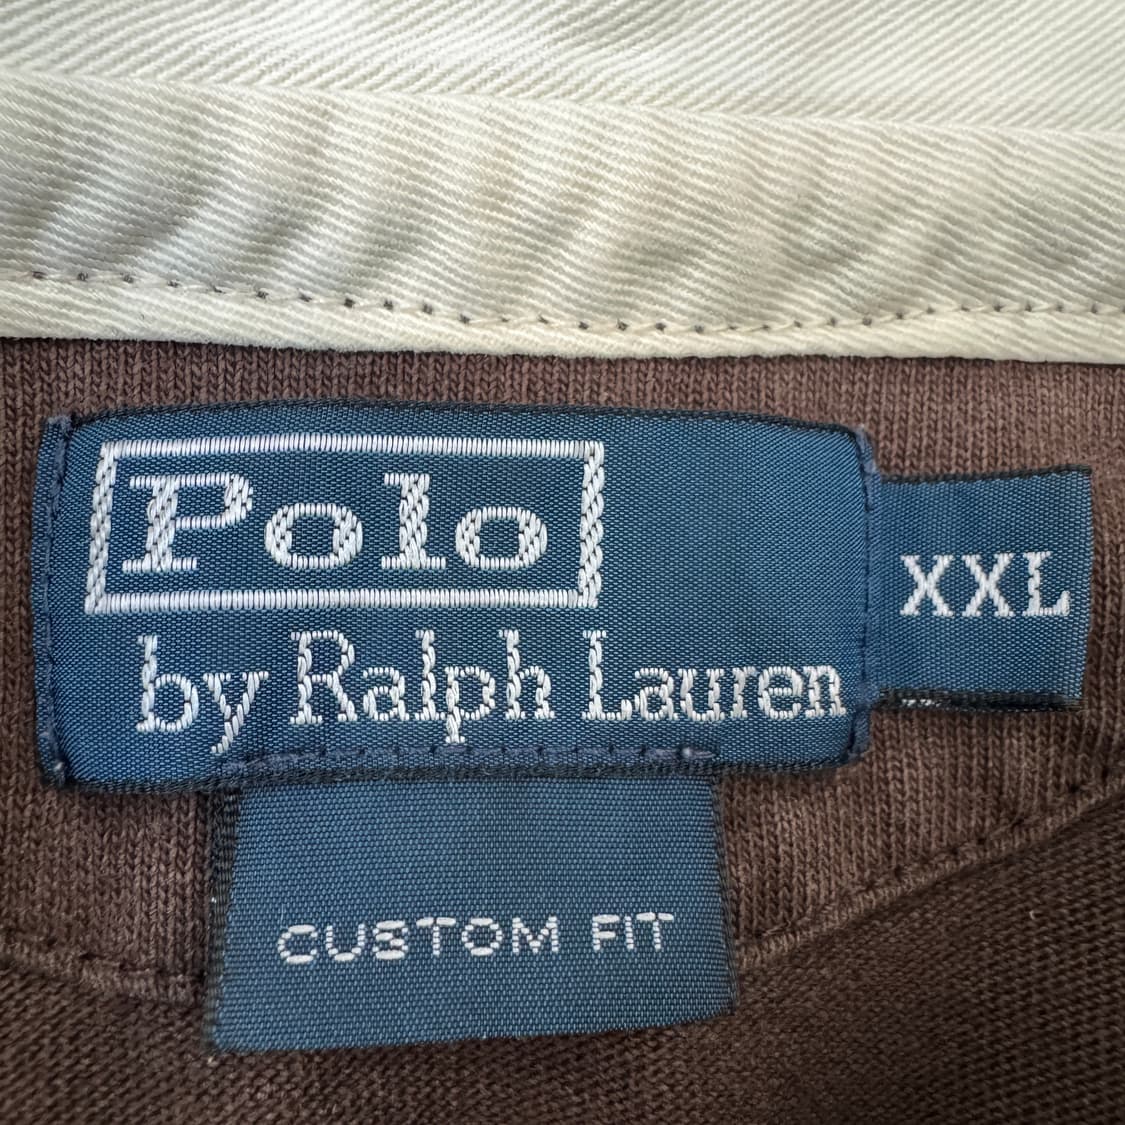 Polo
by Ralph Lauren
XXL
CUSTOM FIT